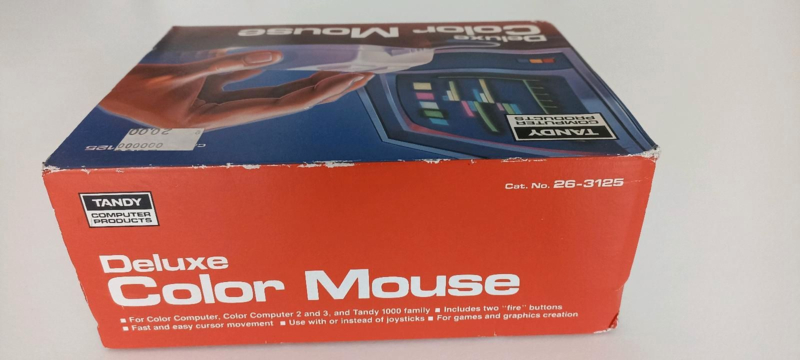 Deluxe
Color Mouse
TANDY
COMPUTER
PRODUCTS
20.00
TANDY
COMPUTER
PRODUCTS
Cat. No. 26-3125
Deluxe
Color Mouse
■ For Color Computer, Color Computer 2 and 3, and Tandy 1000 family ■ Includes two "fire" buttons
■ Fast and easy cursor movement ■ Use with or instead of joysticks ■ For games and graphics creation